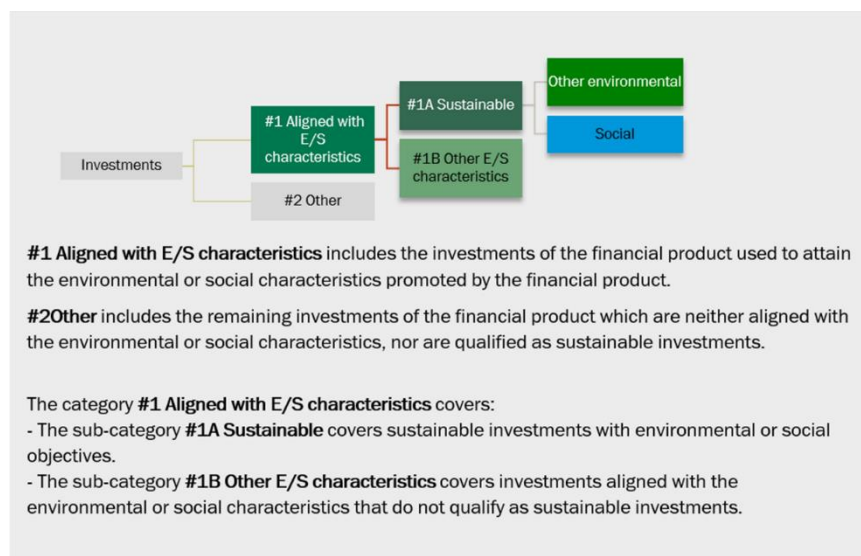 Other environmental
#1A Sustainable
#1 Aligned with
E/S
characteristics
Social
#1B Other E/S
characteristics
Investments
#2 Other
#1 Aligned with E/S characteristics includes the investments of the financial product used to attain
the environmental or social characteristics promoted by the financial product.
#2Other includes the remaining investments of the financial product which are neither aligned with
the environmental or social characteristics, nor are qualified as sustainable investments.
The category #1 Aligned with E/S characteristics covers:
- The sub-category #1A Sustainable covers sustainable investments with environmental or social
objectives.
- The sub-category #1B Other E/S characteristics covers investments aligned with the
environmental or social characteristics that do not qualify as sustainable investments.